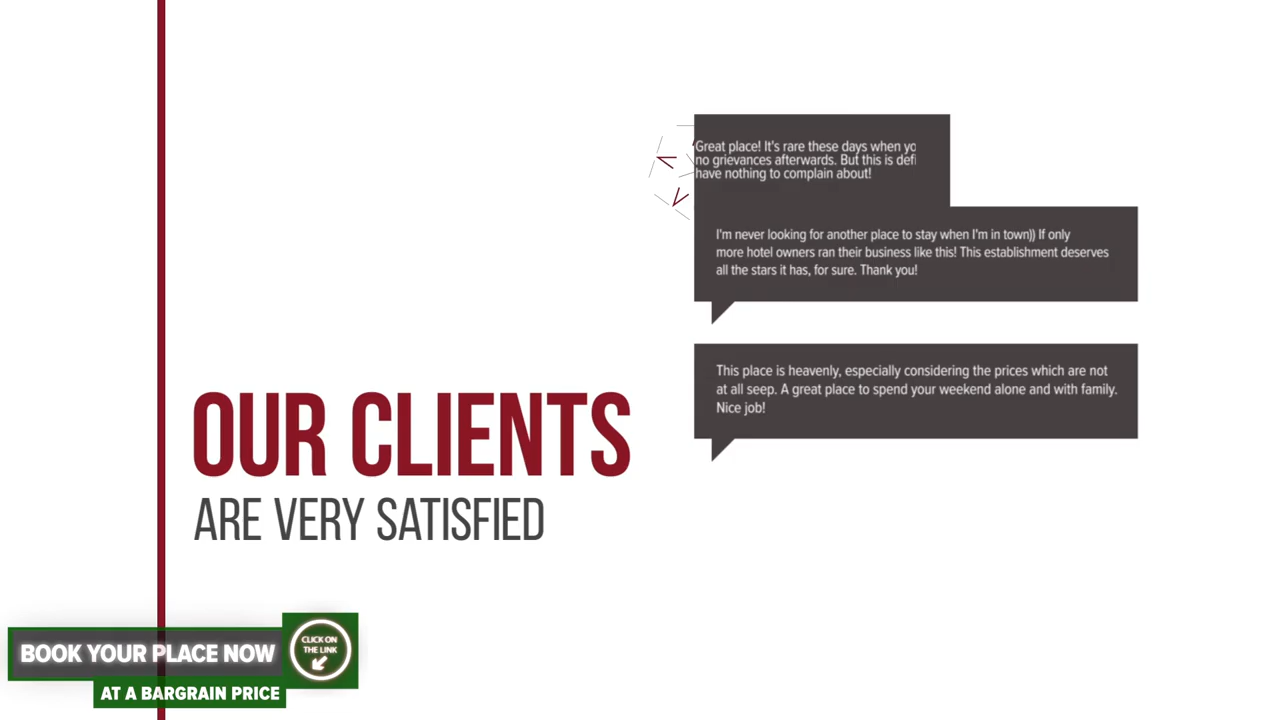 Great place! It's rare these days when
no grievances afterwards. But this is
have nothing to complain about!
I'm never looking for another place to stay when I'm in town)) If only
more hotel owners ran their business like this! This establishment deserves
all the stars it has, for sure. Thank you!
This place is heavenly, especially considering the prices which are not
at all seep. A great place to spend your weekend alone and with family.
Nice job!
OUR CLIENTS
ARE VERY SATISFIED
BOOK YOUR PLACE NOW
CLICK ON
THE LINK
AT A BARGRAIN PRICE